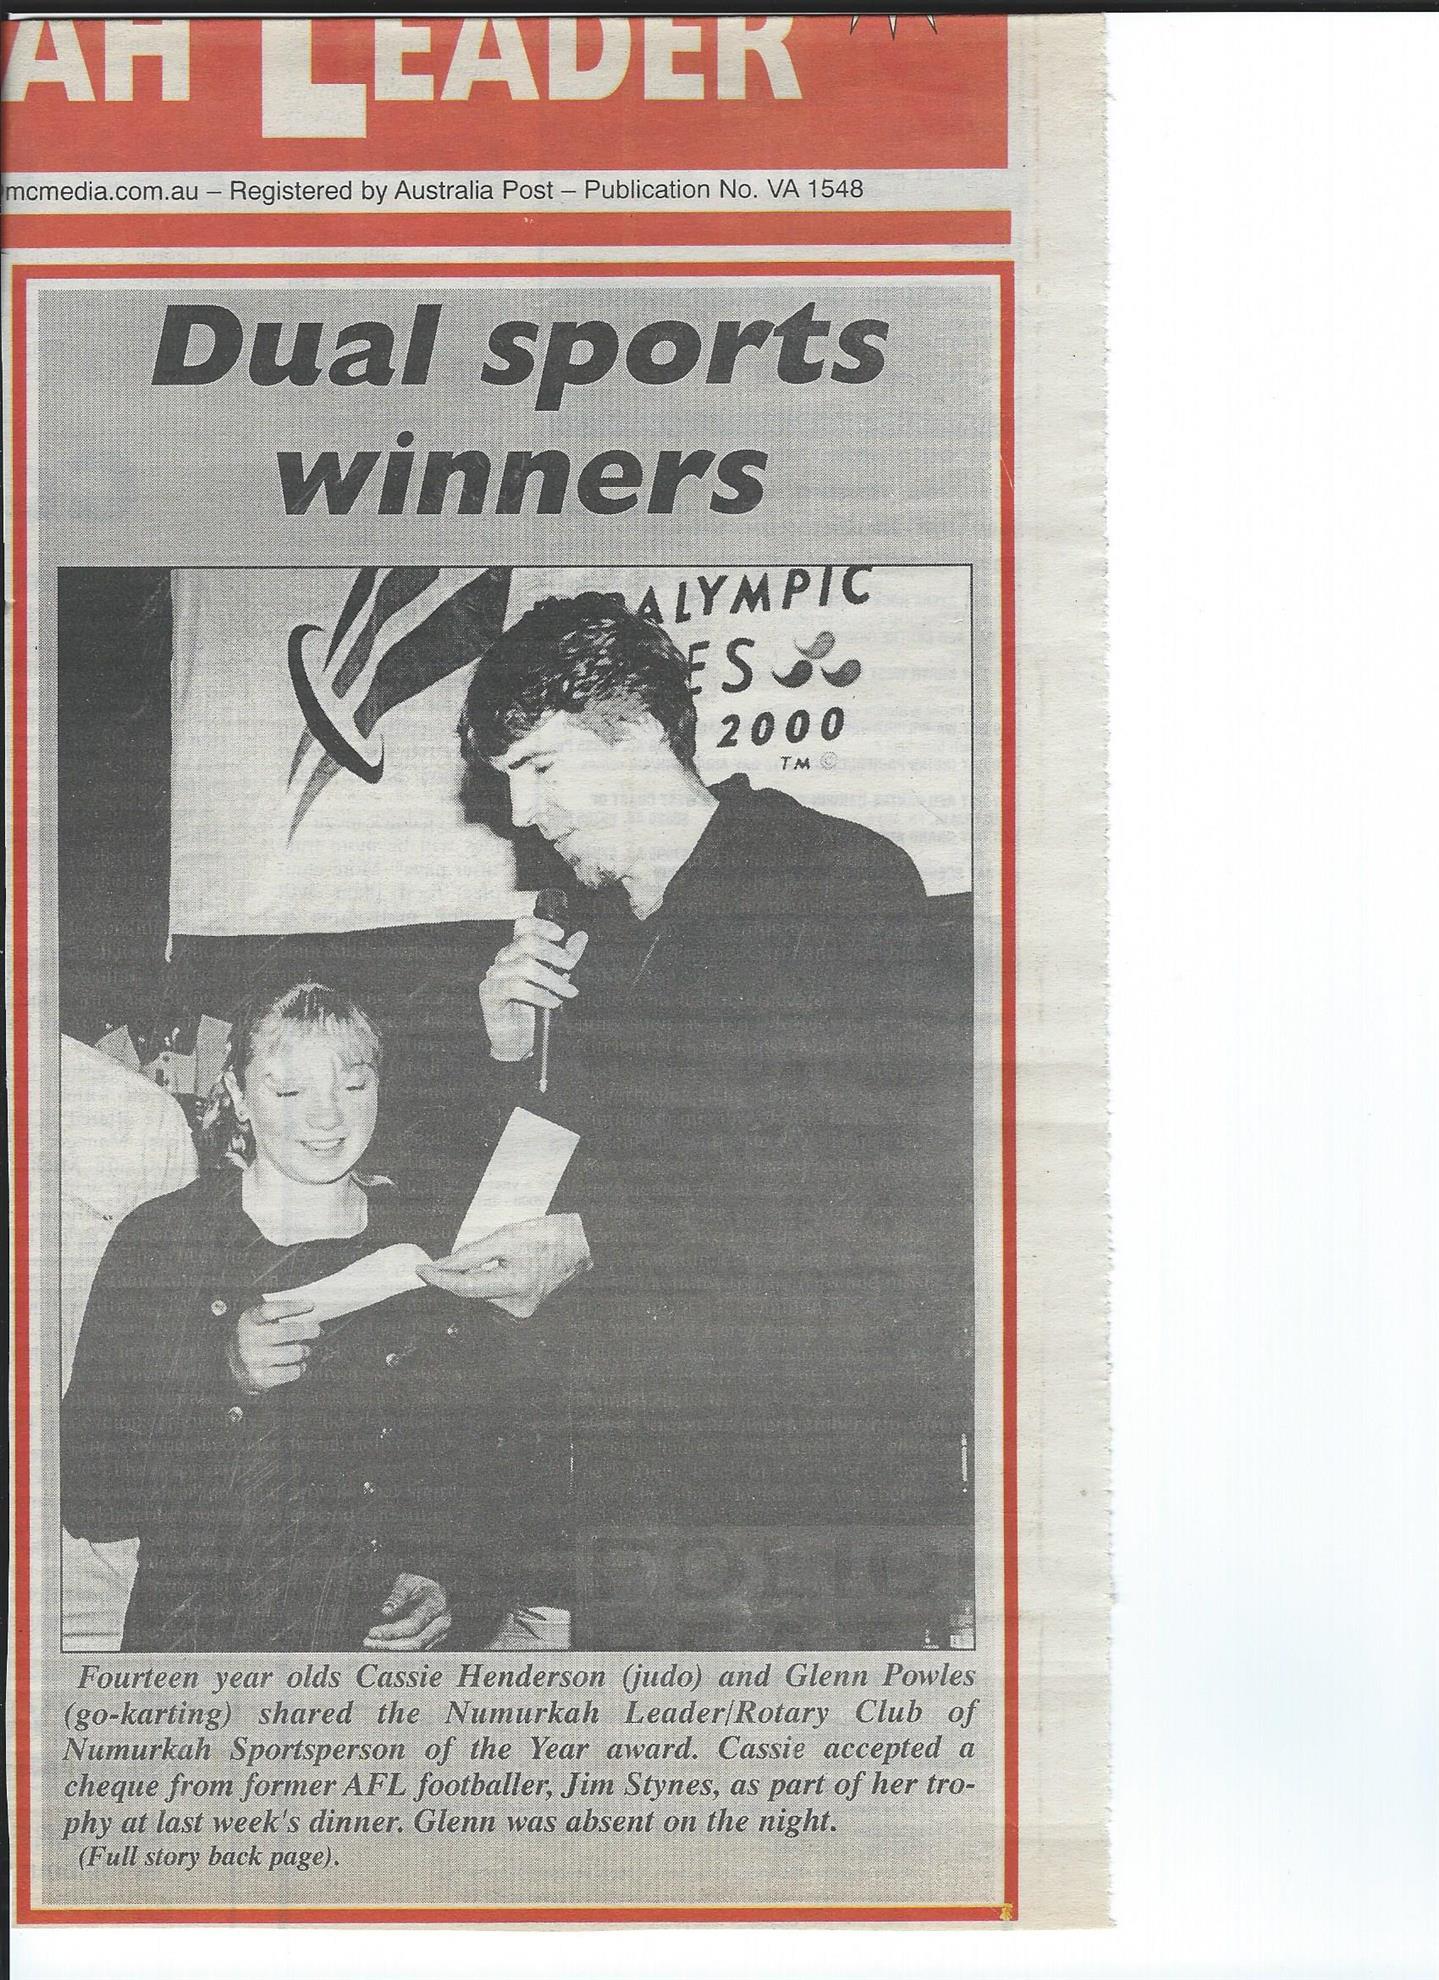 AH LEADER
mcmedia.com.au – Registered by Australia Post – Publication No. VA 1548
Dual sports
winners
ALYMPIC
ES
2000
TM ©
Fourteen year olds Cassie Henderson (judo) and Glenn Powles
(go-karting) shared the Numurkah Leader/Rotary Club of
Numurkah Sportsperson of the Year award. Cassie accepted a
cheque from former AFL footballer, Jim Stynes, as part of her tro-
phy at last week's dinner. Glenn was absent on the night.
(Full story back page).